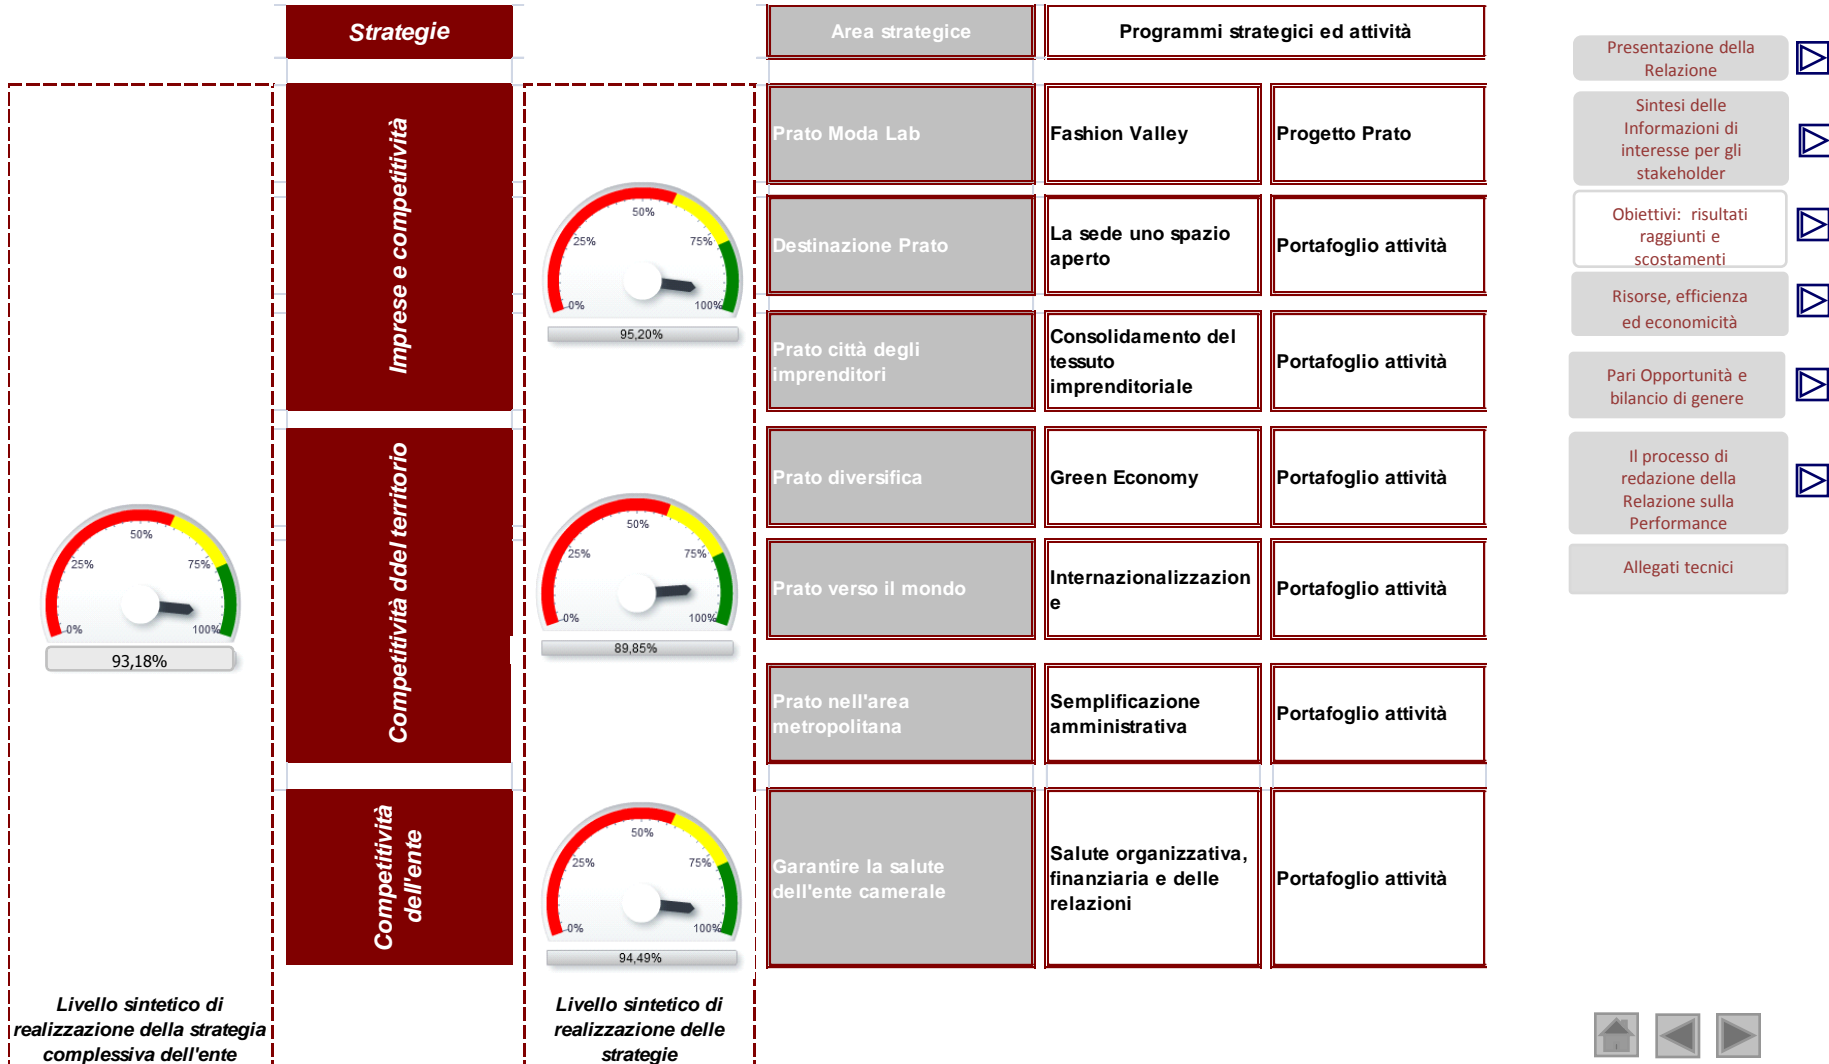 Strategie
Area strategice
Programmi strategici ed attività
Imprese e competitività
50%
25%
75%
0%
100%
95,20%
Prato Moda Lab
Fashion Valley
Progetto Prato
Destinazione Prato
La sede uno spazio
aperto
Portafoglio attività
Prato città degli
imprenditori
Consolidamento del
tessuto
imprenditoriale
Portafoglio attività
50%
25%
75%
0%
100%
93,18%
Competitività ddel territorio
50%
25%
75%
0%
100%
89,85%
Prato diversifica
Green Economy
Portafoglio attività
Prato verso il mondo
Internazionalizzazion
e
Portafoglio attività
Prato nell'area
metropolitana
Semplificazione
amministrativa
Portafoglio attività
Competitività
dell'ente
50%
25%
75%
0%
100%
94,49%
Garantire la salute
dell'ente camerale
Salute organizzativa,
finanziaria e delle
relazioni
Portafoglio attività
Livello sintetico di
realizzazione della strategia
complessiva dell'ente
Livello sintetico di
realizzazione delle
strategie
Presentazione della
Relazione
Sintesi delle
Informazioni di
interesse per gli
stakeholder
Obiettivi: risultati
raggiunti e
scostamenti
Risorse, efficienza
ed economicità
Pari Opportunità e
bilancio di genere
Il processo di
redazione della
Relazione sulla
Performance
Allegati tecnici